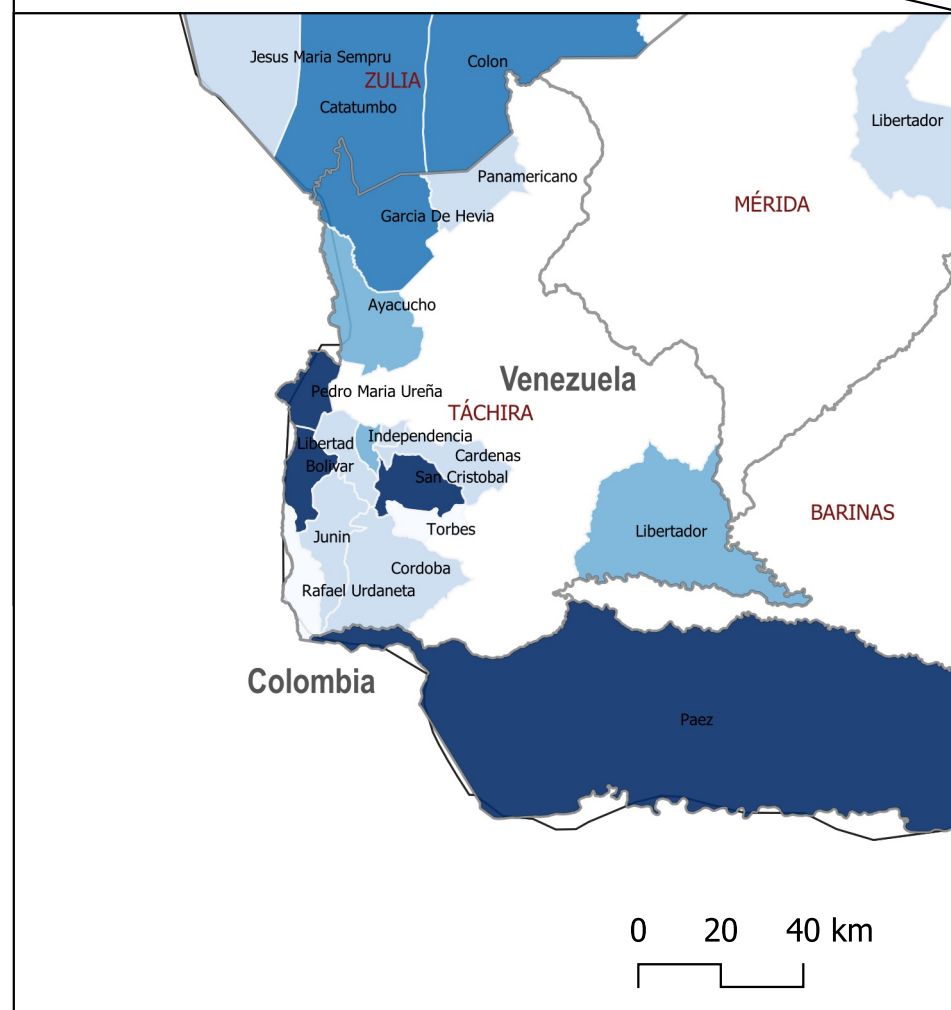 Jesus Maria Sempru
Colon
ZULIA
Catatumbo
Libertador
Panamericano
MÉRIDA
Garcia De Hevia
Ayacucho
Venezuela
Pedro Maria Ureña
TÁCHIRA
Independencia
Libertad
Cardenas
Bolivar
San Cristobal
BARINAS
Torbes
Libertador
Junin
Cordoba
Rafael Urdaneta
Colombia
Paez
0 20 40 km